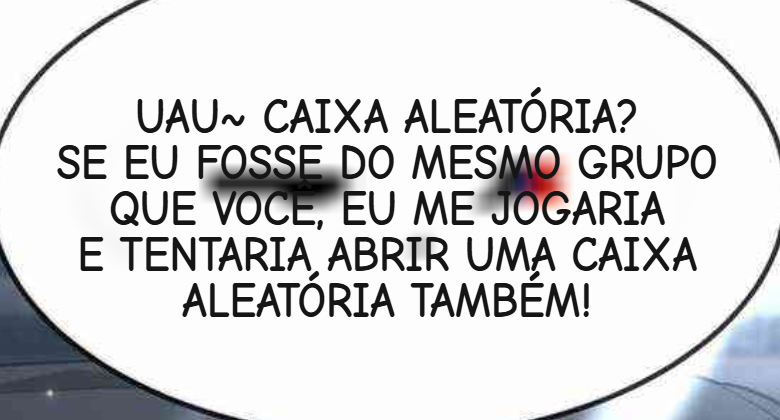 UAU~ CAIXA ALEATÓRIA?
SE EU FOSSE DO MESMO GRUPO
QUE VOCÊ, EU ME JOGARIA
E TENTARIA ABRIR UMA CAIXA
ALEATÓRIA TAMBÉM!